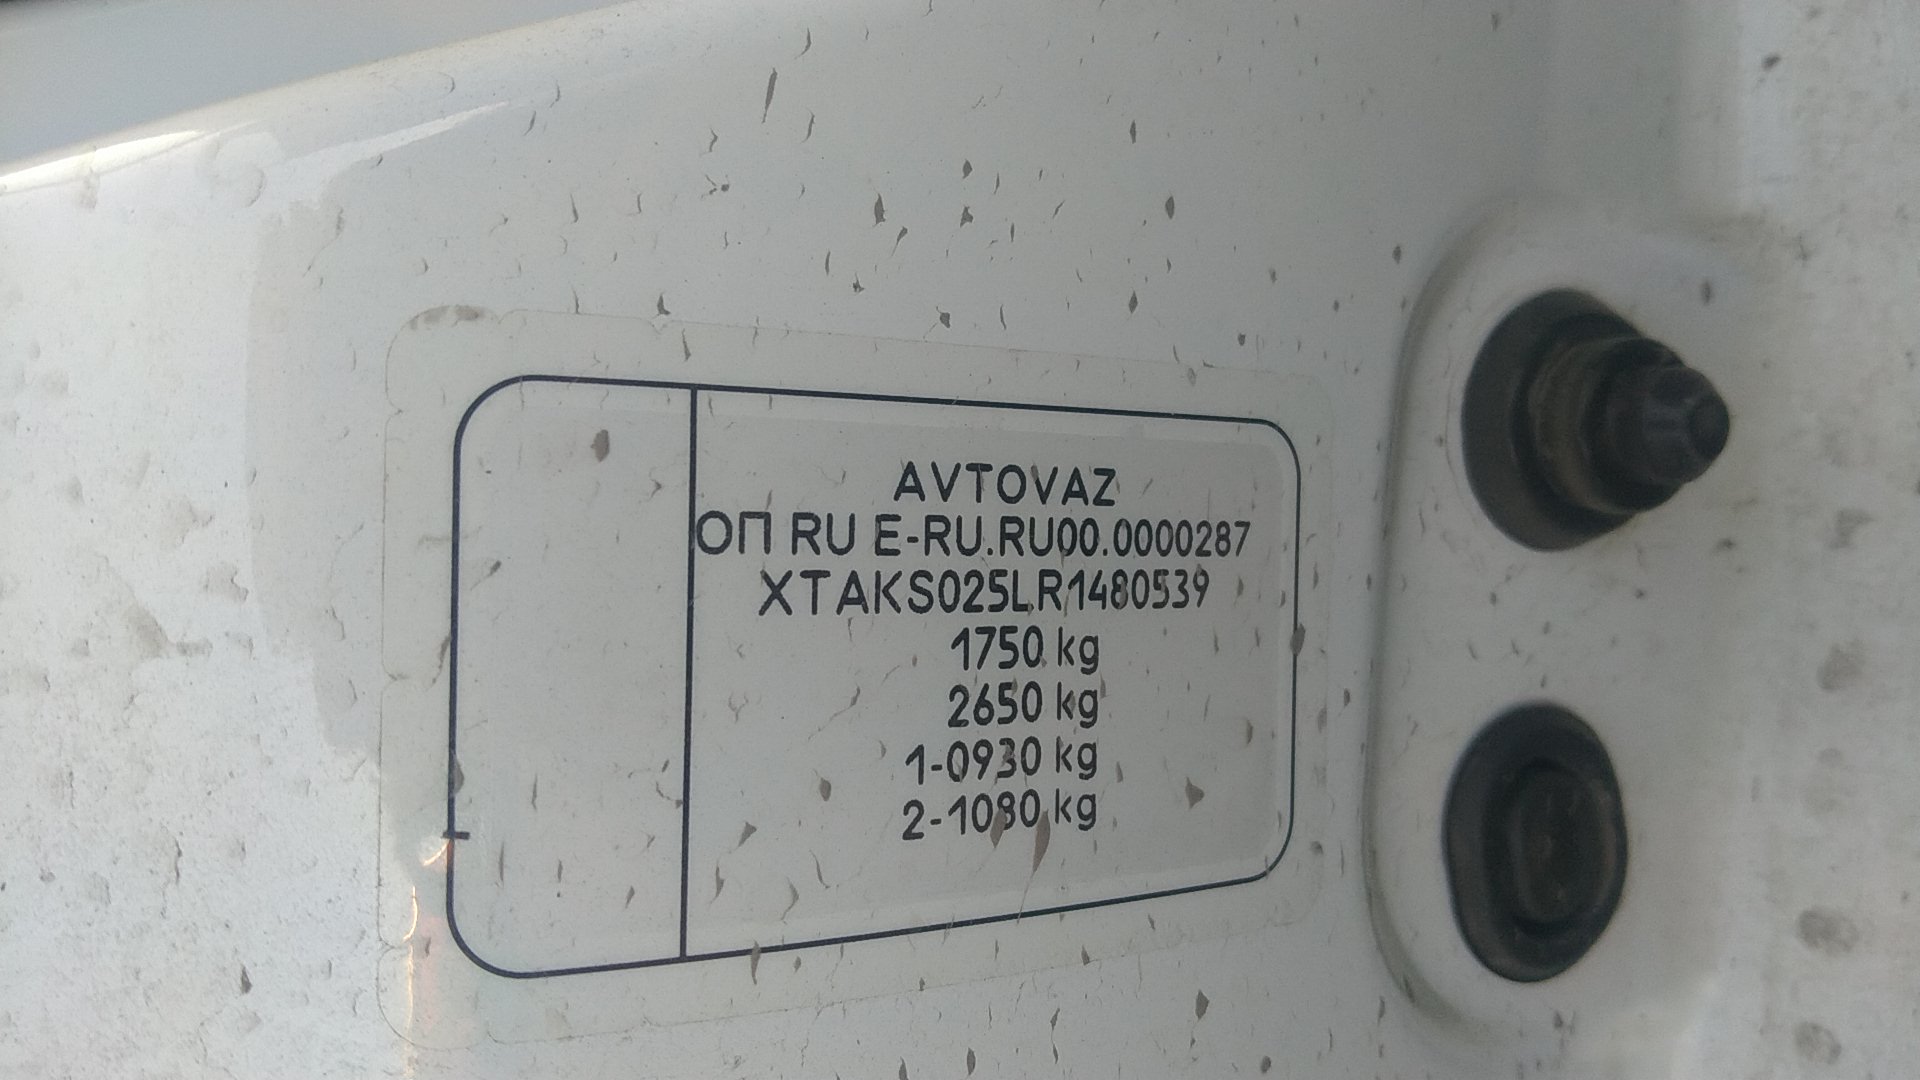 AVTOVAZ
ОП RU E-RU.RU00.0000287
XTAKS025LR1480539
1750 kg
2650 kg
1-0930 kg
2-1080 kg